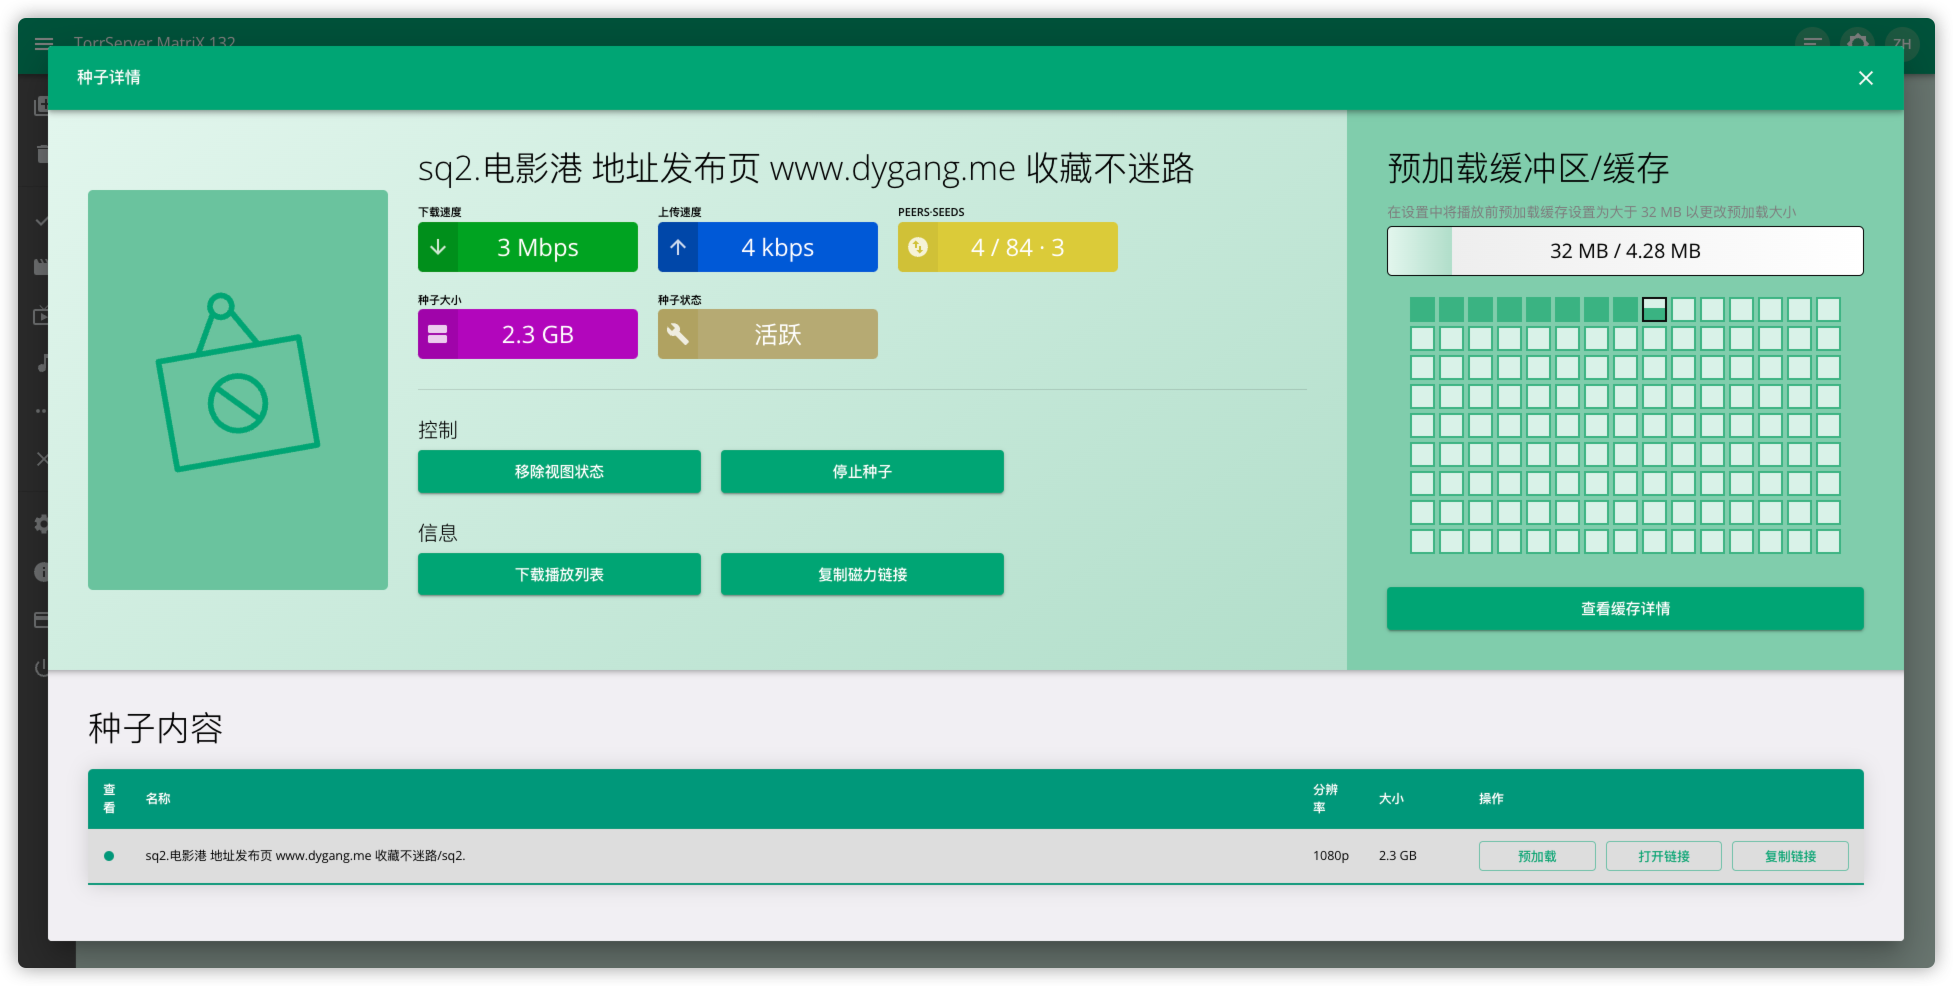 TorrServer MatriX 132
ZH
种子详情
sq2.电影港 地址发布页 www.dygang.me 收藏不迷路
下载速度
3 Mbps
上传速度
4 kbps
PEERS·SEEDS
4 / 84 · 3
种子大小
2.3 GB
种子状态
活跃
控制
移除视图状态
停止种子
信息
下载播放列表
复制磁力链接
预加载缓冲区/缓存
在设置中将播放前预加载缓存设置为大于 32 MB 以更改预加载大小
32 MB / 4.28 MB
查看缓存详情
种子内容
查看
名称
分辨率
大小
操作
sq2.电影港 地址发布页 www.dygang.me 收藏不迷路/sq2.
1080p
2.3 GB
预加载
打开链接
复制链接